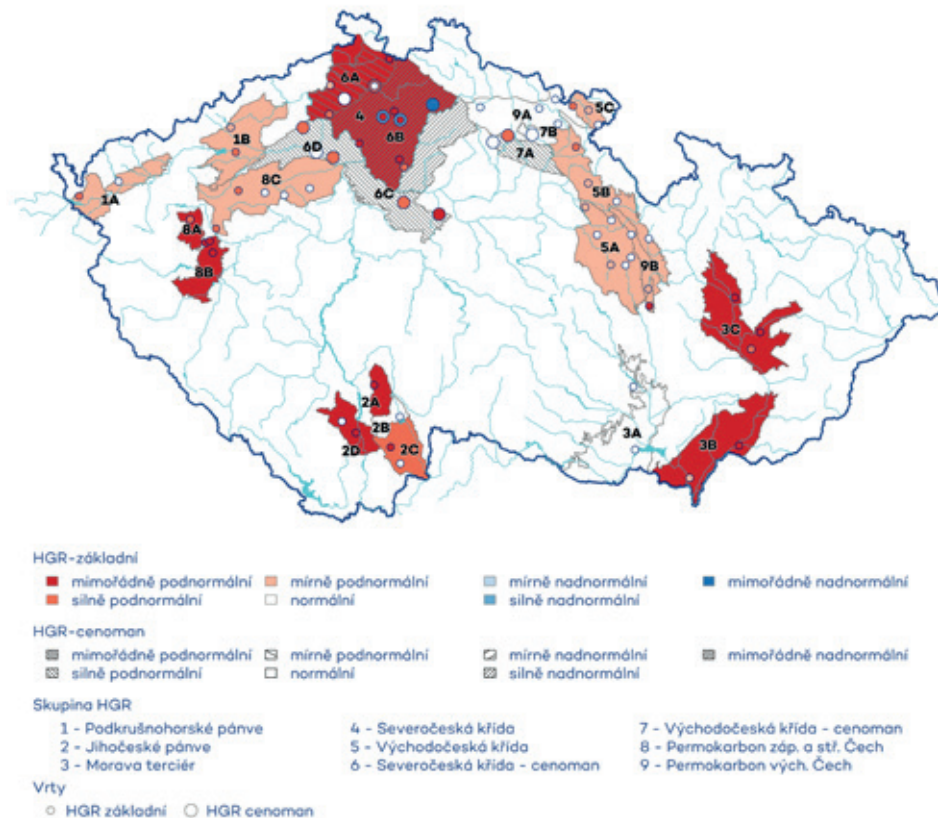 6A
5C
4
9A
1B
6B
7B
6D
7A
8C
6C
5B
1A
8A
5A
8B
9B
3C
2A
2B
3A
3B
2D
2C
HGR-základní
mimořádně podnormální mírně podnormální mírně nadnormální mimořádně nadnormální
silně podnormální normální silně nadnormální
HGR-cenoman
mimořádně podnormální mírně podnormální mírně nadnormální mimořádně nadnormální
silně podnormální normální silně nadnormální
Skupina HGR
1 - Podkrušnohorské pánve 4 - Severočeská křída 7 - Východočeská křída - cenoman
2 - Jihočeské pánve 5 - Východočeská křída 8 - Permokarbon záp. a stř. Čech
3 - Morava terciér 6 - Severočeská křída - cenoman 9 - Permokarbon vých. Čech
Vrty
HGR základní HGR cenoman